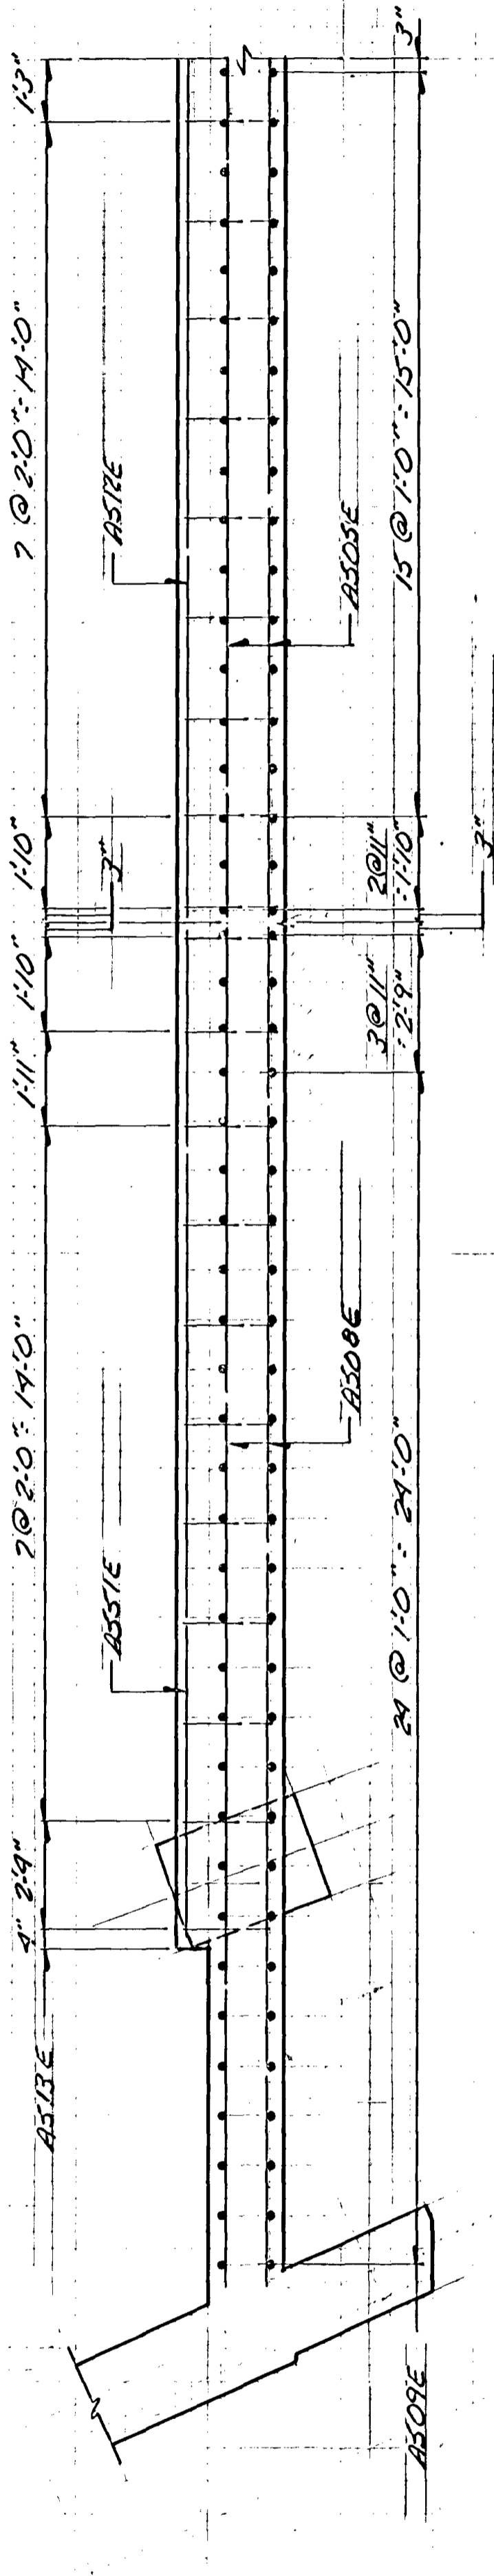 A513E
4" 2'-9" 7 @ 2'-0" = 14'-0" 1'-11" 1'-10" 1'-10" 7 @ 2'-0" = 14'-0" 1'-3"
3"
A551E
A512E
A508E
A505E
3 @ 11" = 2'-9"
2 @ 11" = 1'-10"
A509E
24 @ 1'-0" = 24'-0"
15 @ 1'-0" = 15'-0"
3"
3"